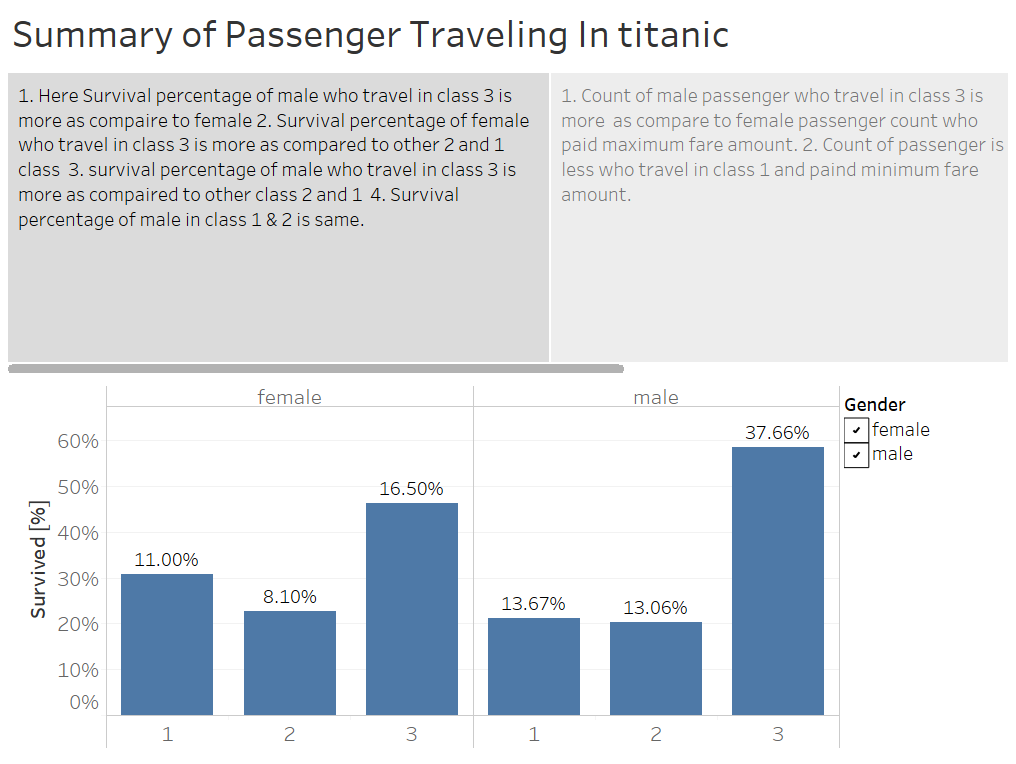 Summary of Passenger Traveling In titanic
1. Here Survival percentage of male who travel in class 3 is
more as compaire to female 2. Survival percentage of female
who travel in class 3 is more as compared to other 2 and 1
class  3. survival percentage of male who travel in class 3 is
more as compaired to other class 2 and 1  4. Survival
percentage of male in class 1 & 2 is same.
1. Count of male passenger who travel in class 3 is
more  as compare to female passenger count who
paid maximum fare amount. 2. Count of passenger is
less who travel in class 1 and paind minimum fare
amount.
female
male
Gender
female
male
Survived [%]
60%
50%
40%
30%
20%
10%
0%
11.00%
8.10%
16.50%
13.67%
13.06%
37.66%
1
2
3
1
2
3